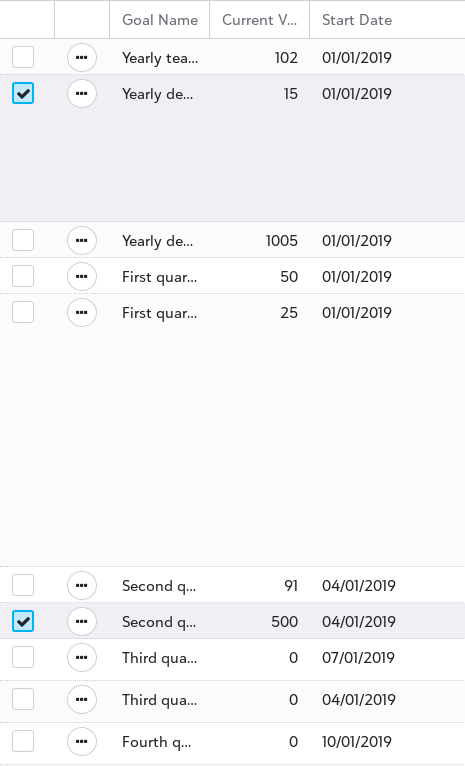 Goal Name Current V... Start Date
Yearly tea... 102 01/01/2019
Yearly de... 15 01/01/2019
Yearly de... 1005 01/01/2019
First quar... 50 01/01/2019
First quar... 25 01/01/2019
Second q... 91 04/01/2019
Second q... 500 04/01/2019
Third qua... 0 07/01/2019
Third qua... 0 04/01/2019
Fourth q... 0 10/01/2019